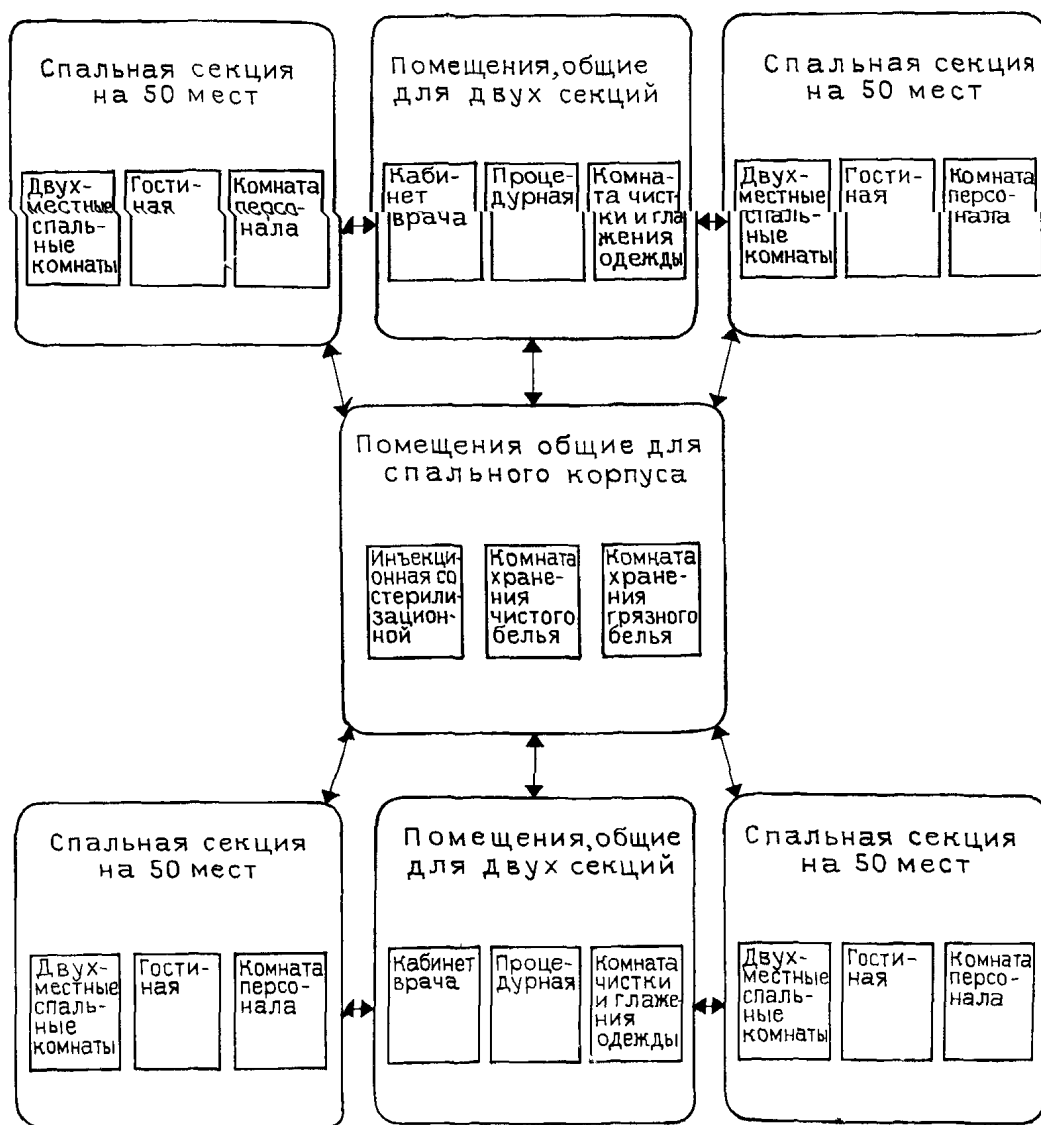 Спальная секция
на 50 мест
Двух-
местные
спаль-
ные
комнаты
Гости-
ная
Комната
персо-
нала
Помещения, общие
для двух секций
Каби-
нет
врача
Проце-
дурная
Комна-
та чист-
ки и гла-
жения
одежды
Спальная секция
на 50 мест
Двух-
местные
спаль-
ные
комнаты
Гости-
ная
Комната
персо-
нала
Помещения общие для
спального корпуса
Инъекци-
онная со
стерили-
зацион-
ной
Комната
хране-
ния
чистого
белья
Комната
хране-
ния
грязного
белья
Спальная секция
на 50 мест
Двух-
местные
спаль-
ные
комнаты
Гости-
ная
Комната
персо-
нала
Помещения, общие
для двух секций
Кабинет
врача
Проце-
дурная
Комната
чистки
и глаже-
ния
одежды
Спальная секция
на 50 мест
Двух-
местные
спаль-
ные
комнаты
Гости-
ная
Комната
персо-
нала